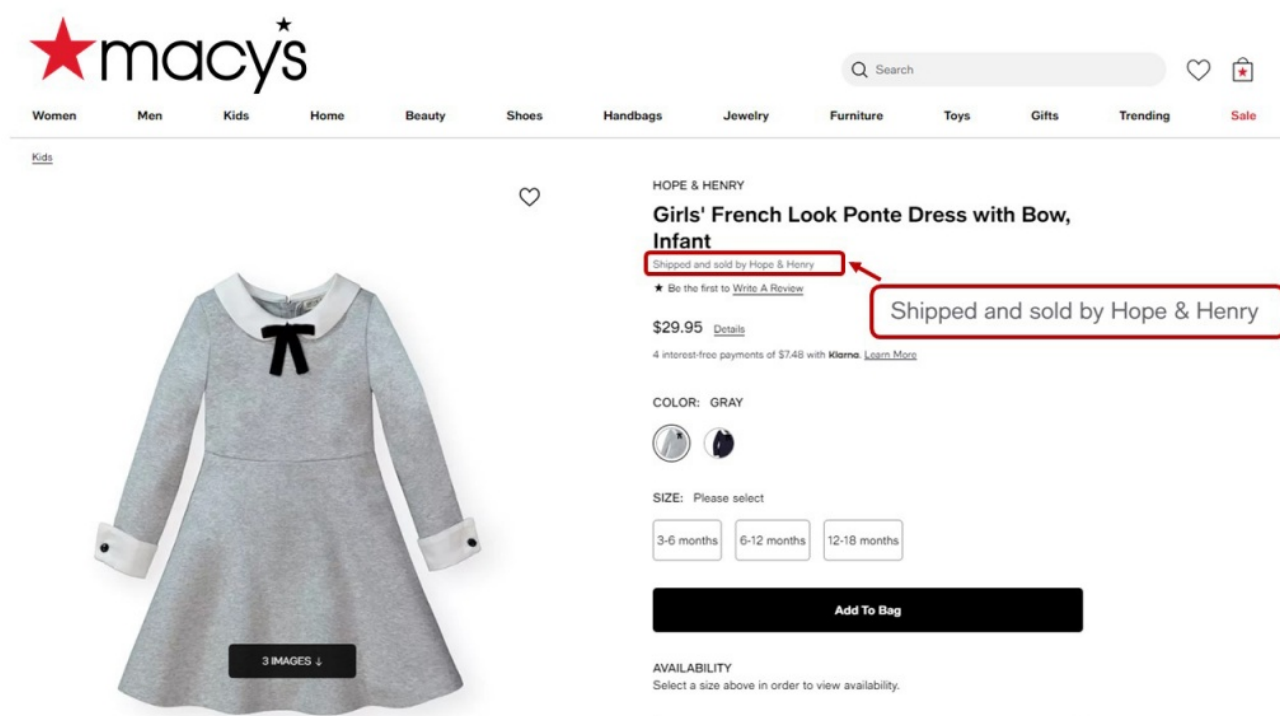 macy's
Search
Women Men Kids Home Beauty Shoes Handbags Jewelry Furniture Toys Gifts Trending Sale
Kids
HOPE & HENRY
Girls' French Look Ponte Dress with Bow,
Infant
Shipped and sold by Hope & Henry
★ Be the first to Write A Review
Shipped and sold by Hope & Henry
$29.95 Details
4 interest-free payments of $7.48 with Klarna. Learn More
COLOR: GRAY
SIZE: Please select
3-6 months 6-12 months 12-18 months
Add To Bag
3 IMAGES ↓
AVAILABILITY
Select a size above in order to view availability.